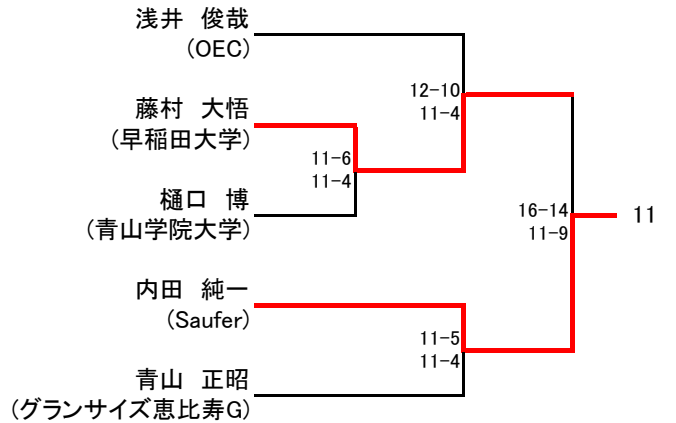 浅井　俊哉
(OEC)
12-10
11-4
藤村　大悟
(早稲田大学)
11-6
11-4
樋口　博
(青山学院大学)
16-14
11-9
11
内田　純一
(Saufer)
11-5
11-4
青山　正昭
(グランサイズ恵比寿G)